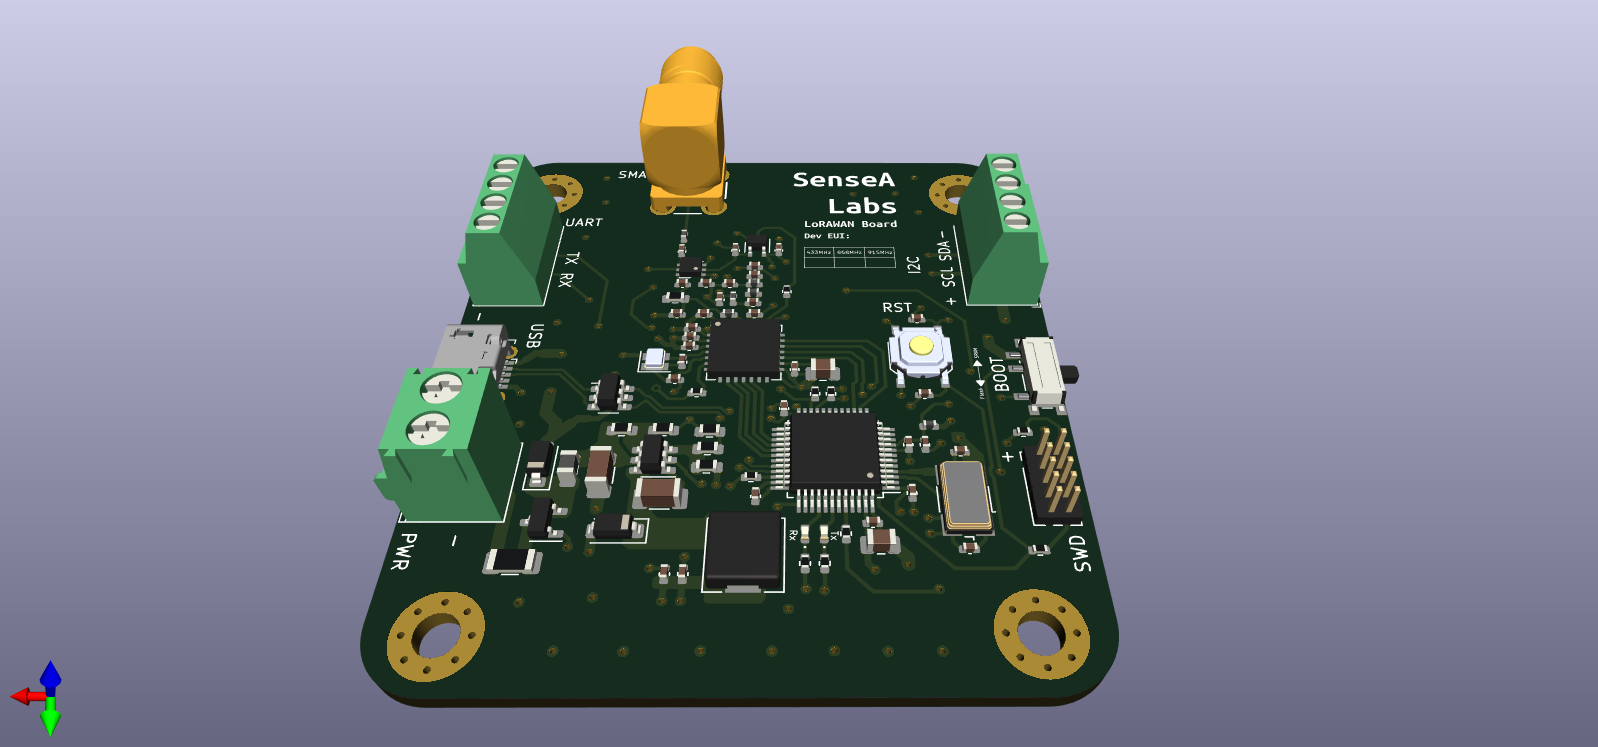 SMA
SenseA
Labs
LoRAWAN Board
Dev EUI:
433MHz 868MHz 915MHz
UART
TX
RX
-
USB
I2C
+ SCL SDA -
RST
BOOT
+
SWD
PWR
-
Rx
Tx